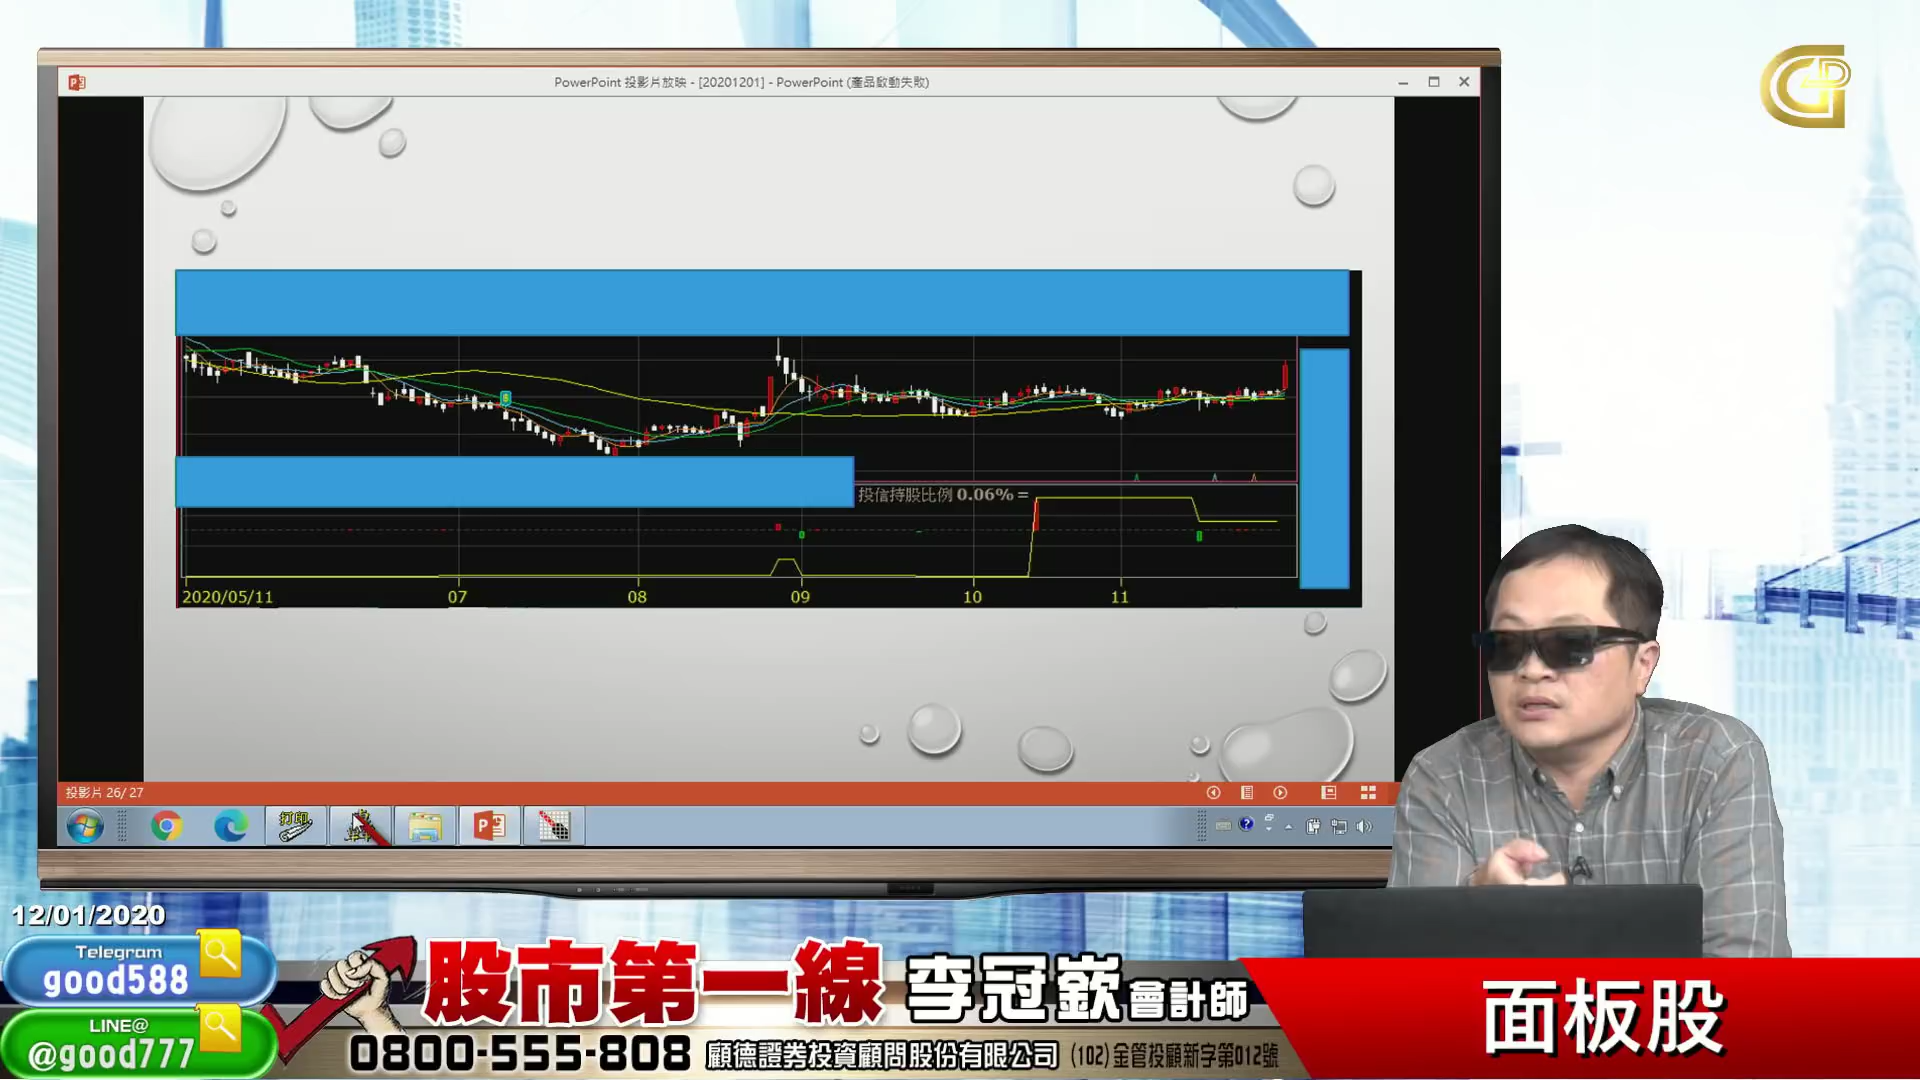 PowerPoint 投影片放映 - [20201201] - PowerPoint (產品啟動失敗)
投信持股比例 0.06% =
2020/05/11 07 08 09 10 11
投影片 26/ 27
打印
12/01/2020
Telegram
good588
LINE@
@good777
股市第一線 李冠嶔會計師
0800-555-808 顧德證券投資顧問股份有限公司 (102)金管投顧新字第012號
面板股